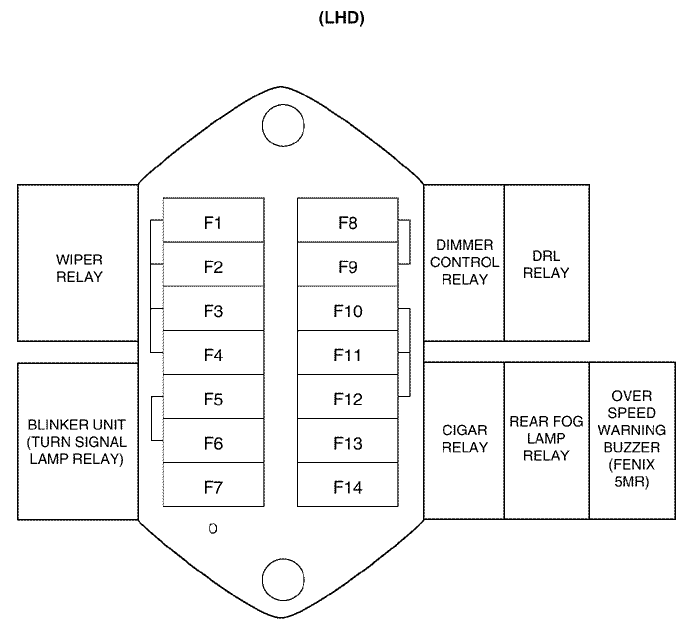 (LHD)
WIPER
RELAY
F1
F2
F3
F4
F5
F6
F7
F8
F9
F10
F11
F12
F13
F14
DIMMER
CONTROL
RELAY
DRL
RELAY
BLINKER UNIT
(TURN SIGNAL
LAMP RELAY)
0
CIGAR
RELAY
REAR FOG
LAMP
RELAY
OVER
SPEED
WARNING
BUZZER
(FENIX
5MR)